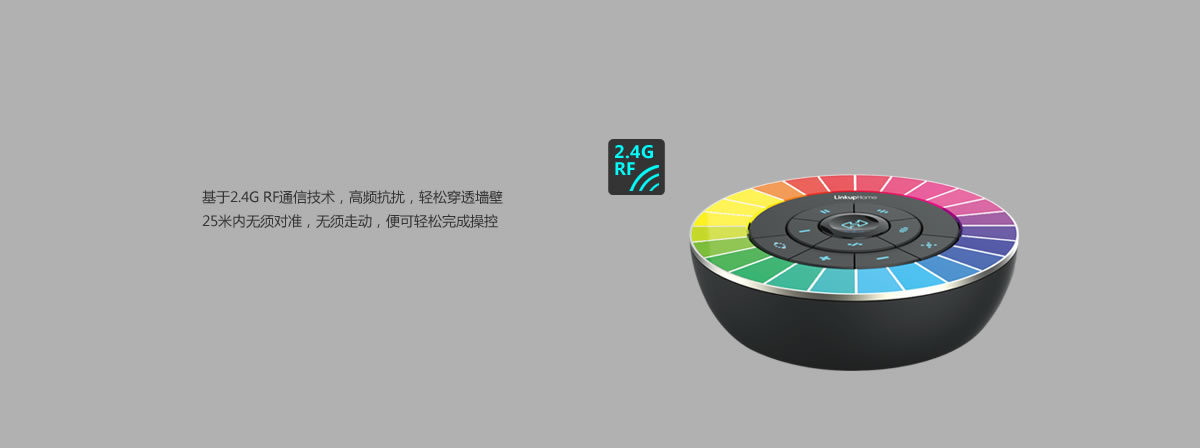 2.4G
RF
基于2.4G RF通信技术，高频抗扰，轻松穿透墙壁
25米内无须对准，无须走动，便可轻松完成操控
LinkupHome